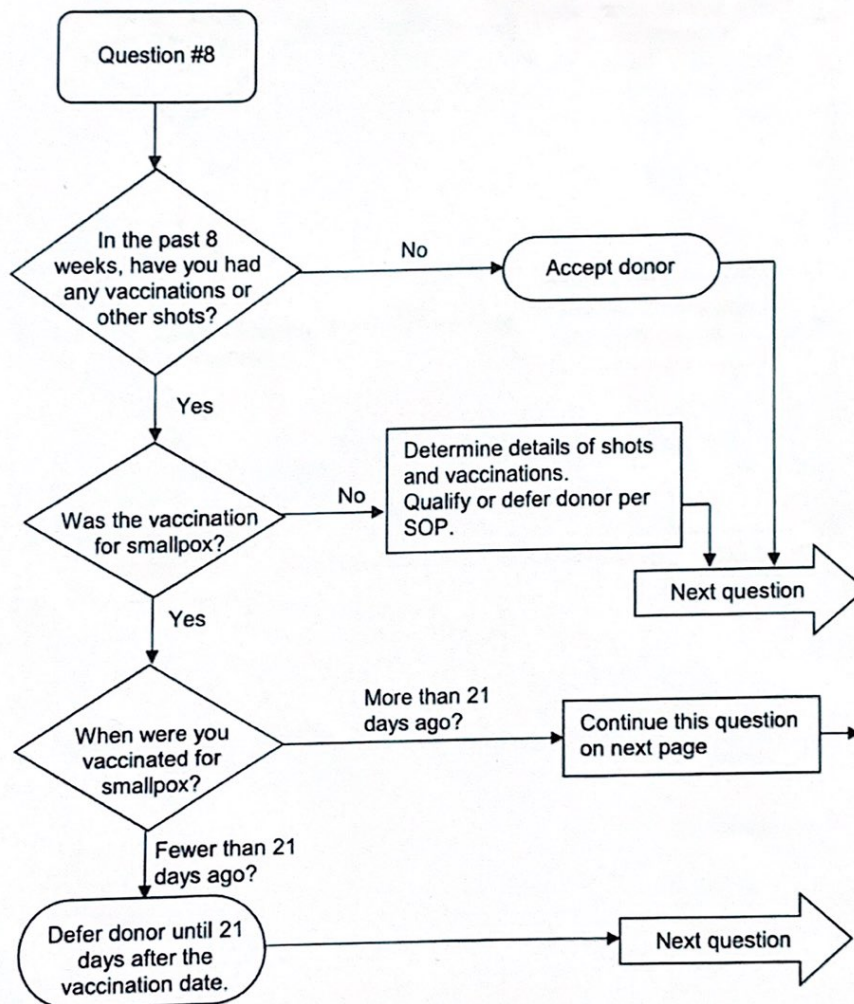 Question #8
In the past 8
weeks, have you had
any vaccinations or
other shots?
No
Accept donor
Yes
Was the vaccination
for smallpox?
No
Determine details of shots
and vaccinations.
Qualify or defer donor per
SOP.
Next question
Yes
When were you
vaccinated for
smallpox?
More than 21
days ago?
Continue this question
on next page
Fewer than 21
days ago?
Defer donor until 21
days after the
vaccination date.
Next question